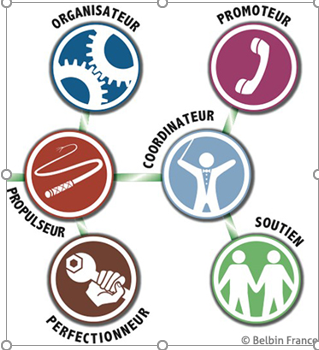 ORGANISATEUR
PROMOTEUR
COORDINATEUR
PROPULSEUR
SOUTIEN
PERFECTIONNEUR
© Belbin France